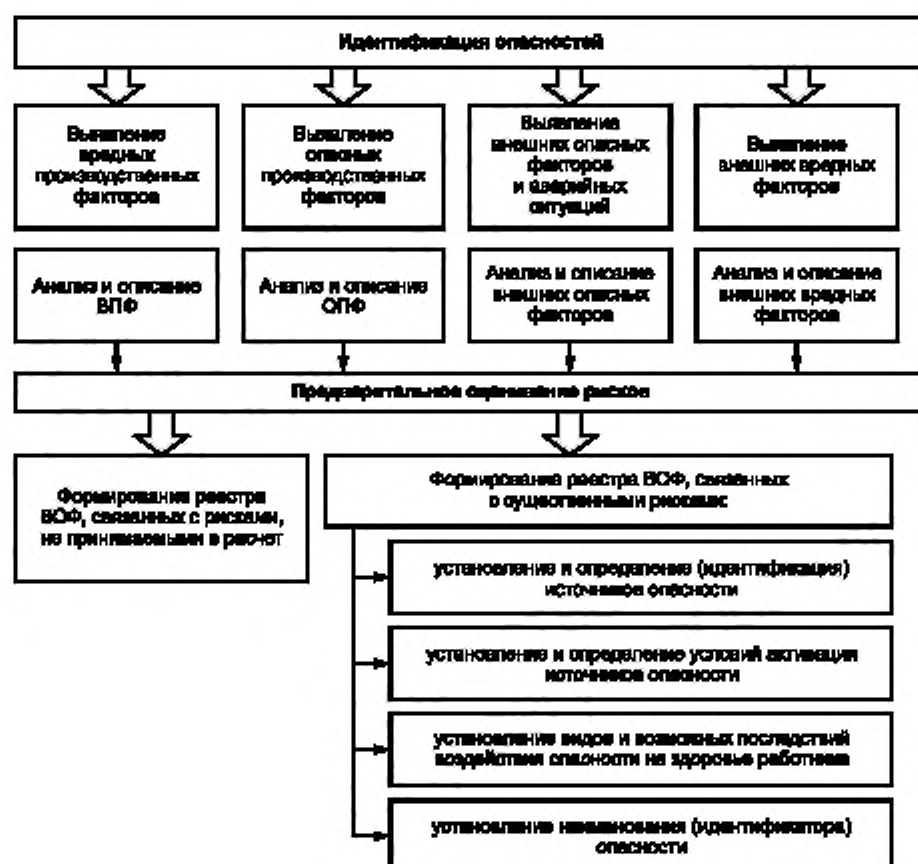 Идентификация опасностей
Выявление
вредных
производственных
факторов
Выявление
опасных
производственных
факторов
Выявление
внешних опасных
факторов
и аварийных
ситуаций
Выявление
внешних вредных
факторов
Анализ и описание
ВПФ
Анализ и описание
ОПФ
Анализ и описание
внешних опасных
факторов
Анализ и описание
внешних вредных
факторов
Предварительное оценивание рисков
Формирование реестра
ВОФ, связанных с рисками,
не принимаемыми в расчет
Формирование реестра ВОФ, связанных
с существенными рисками:
установление и определение (идентификация)
источников опасности
установление и определение условий активации
источников опасности
установление видов и возможных последствий
воздействия опасности на здоровье работника
установление наименования (идентификатора)
опасности